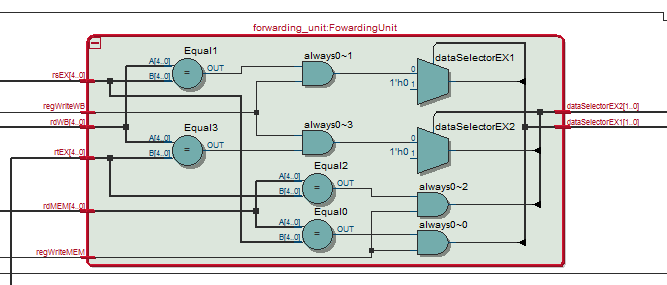 forwarding_unit:FowardingUnit
Equal1
A[4..0]
B[4..0]
=
OUT
always0~1
0
1'h0 1
dataSelectorEX1
rsEX[4..0]
regWriteWB
rdWB[4..0]
rtEX[4..0]
rdMEM[4..0]
regWriteMEM
Equal3
A[4..0]
B[4..0]
=
OUT
always0~3
0
1'h0 1
dataSelectorEX2
Equal2
A[4..0]
B[4..0]
=
OUT
always0~2
Equal0
A[4..0]
B[4..0]
=
OUT
always0~0
dataSelectorEX2[1..0]
dataSelectorEX1[1..0]